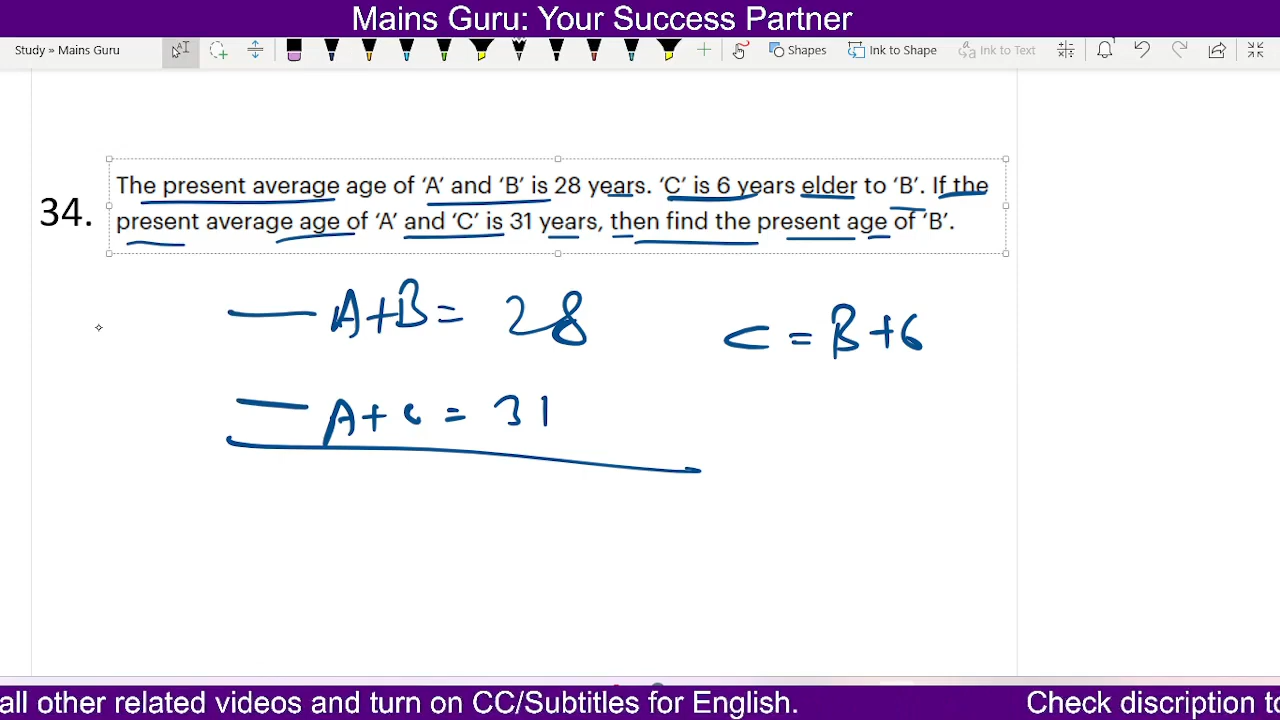 Mains Guru: Your Success Partner
Study » Mains Guru
Shapes
Ink to Shape
Ink to Text
34.
The present average age of ‘A’ and ‘B’ is 28 years. ‘C’ is 6 years elder to ‘B’. If the
present average age of ‘A’ and ‘C’ is 31 years, then find the present age of ‘B’.
A+B= 28
C = B+6
A+C = 31
all other related videos and turn on CC/Subtitles for English.
Check discription to